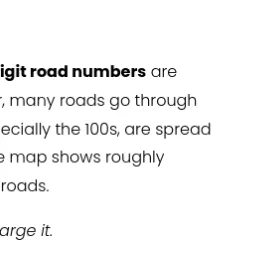 igit road numbers are
, many roads go through
ecially the 100s, are spread
e map shows roughly
roads.
arge it.